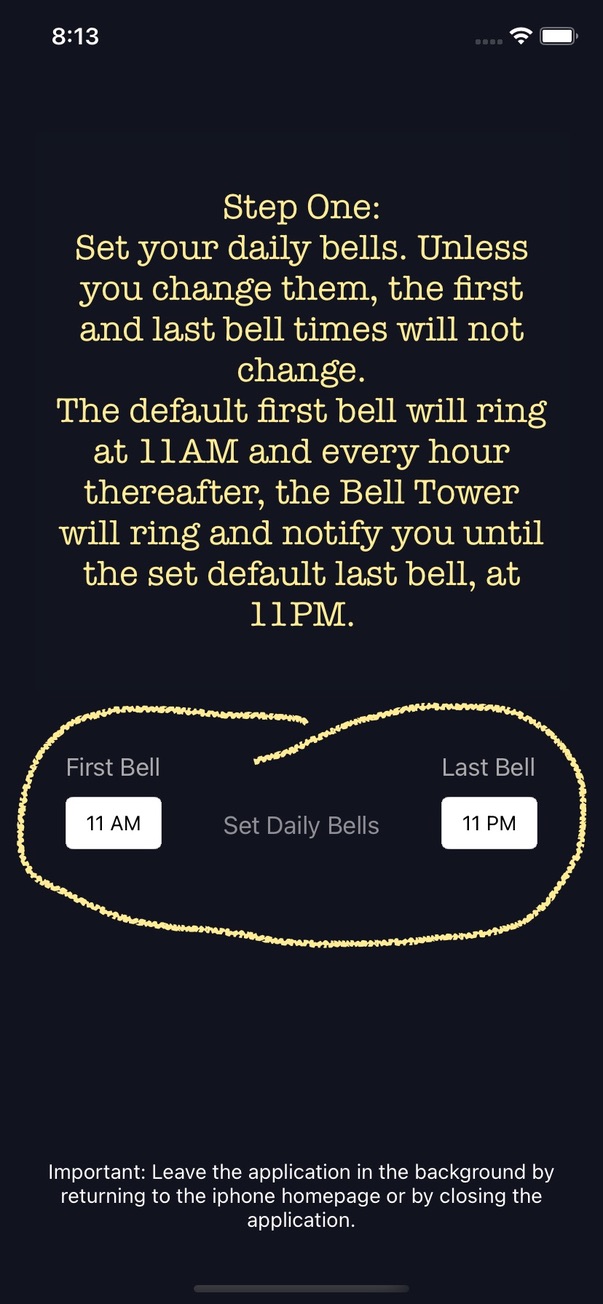 8:13
Step One:
Set your daily bells. Unless
you change them, the first
and last bell times will not
change.
The default first bell will ring
at 11AM and every hour
thereafter, the Bell Tower
will ring and notify you until
the set default last bell, at
11PM.
First Bell
Last Bell
11 AM
Set Daily Bells
11 PM
Important: Leave the application in the background by
returning to the iphone homepage or by closing the
application.